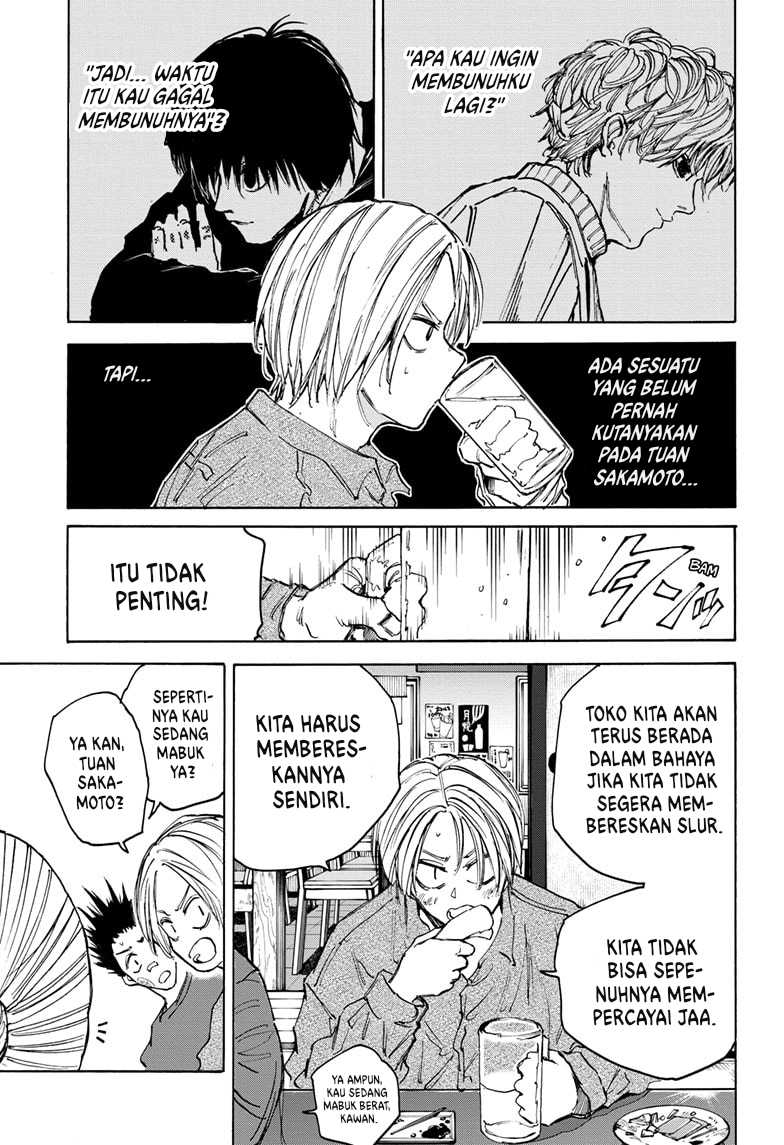 "APA KAU INGIN
MEMBUNUHKU
LAGI?"
"JADI... WAKTU
ITU KAU GAGAL
MEMBUNUHNYA"?
ADA SESUATU
YANG BELUM
PERNAH
KUTANYAKAN
PADA TUAN
SAKAMOTO...
TAPI...
BAM
タンッ
ITU TIDAK
PENTING!
TOKO KITA AKAN
TERUS BERADA
DALAM BAHAYA
JIKA KITA TIDAK
SEGERA MEM-
BERESKAN SLUR.
KITA HARUS
MEMBERES-
KANNYA
SENDIRI.
KITA TIDAK
BISA SEPE-
NUHNYA MEM-
PERCAYAI JAA.
YA AMPUN,
KAU SEDANG
MABUK BERAT,
KAWAN.
SEPERTI-
NYA KAU
SEDANG
MABUK
YA?
YA KAN,
TUAN
SAKA-
MOTO?